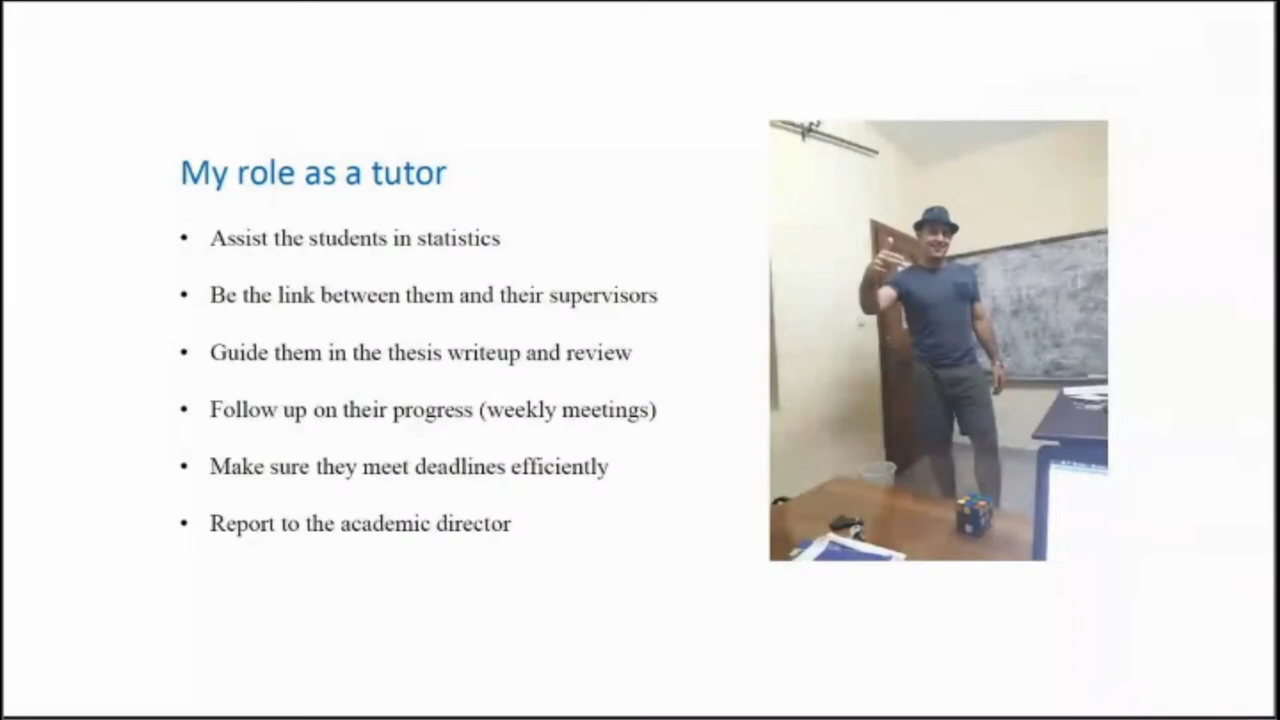 My role as a tutor
• Assist the students in statistics
• Be the link between them and their supervisors
• Guide them in the thesis writeup and review
• Follow up on their progress (weekly meetings)
• Make sure they meet deadlines efficiently
• Report to the academic director